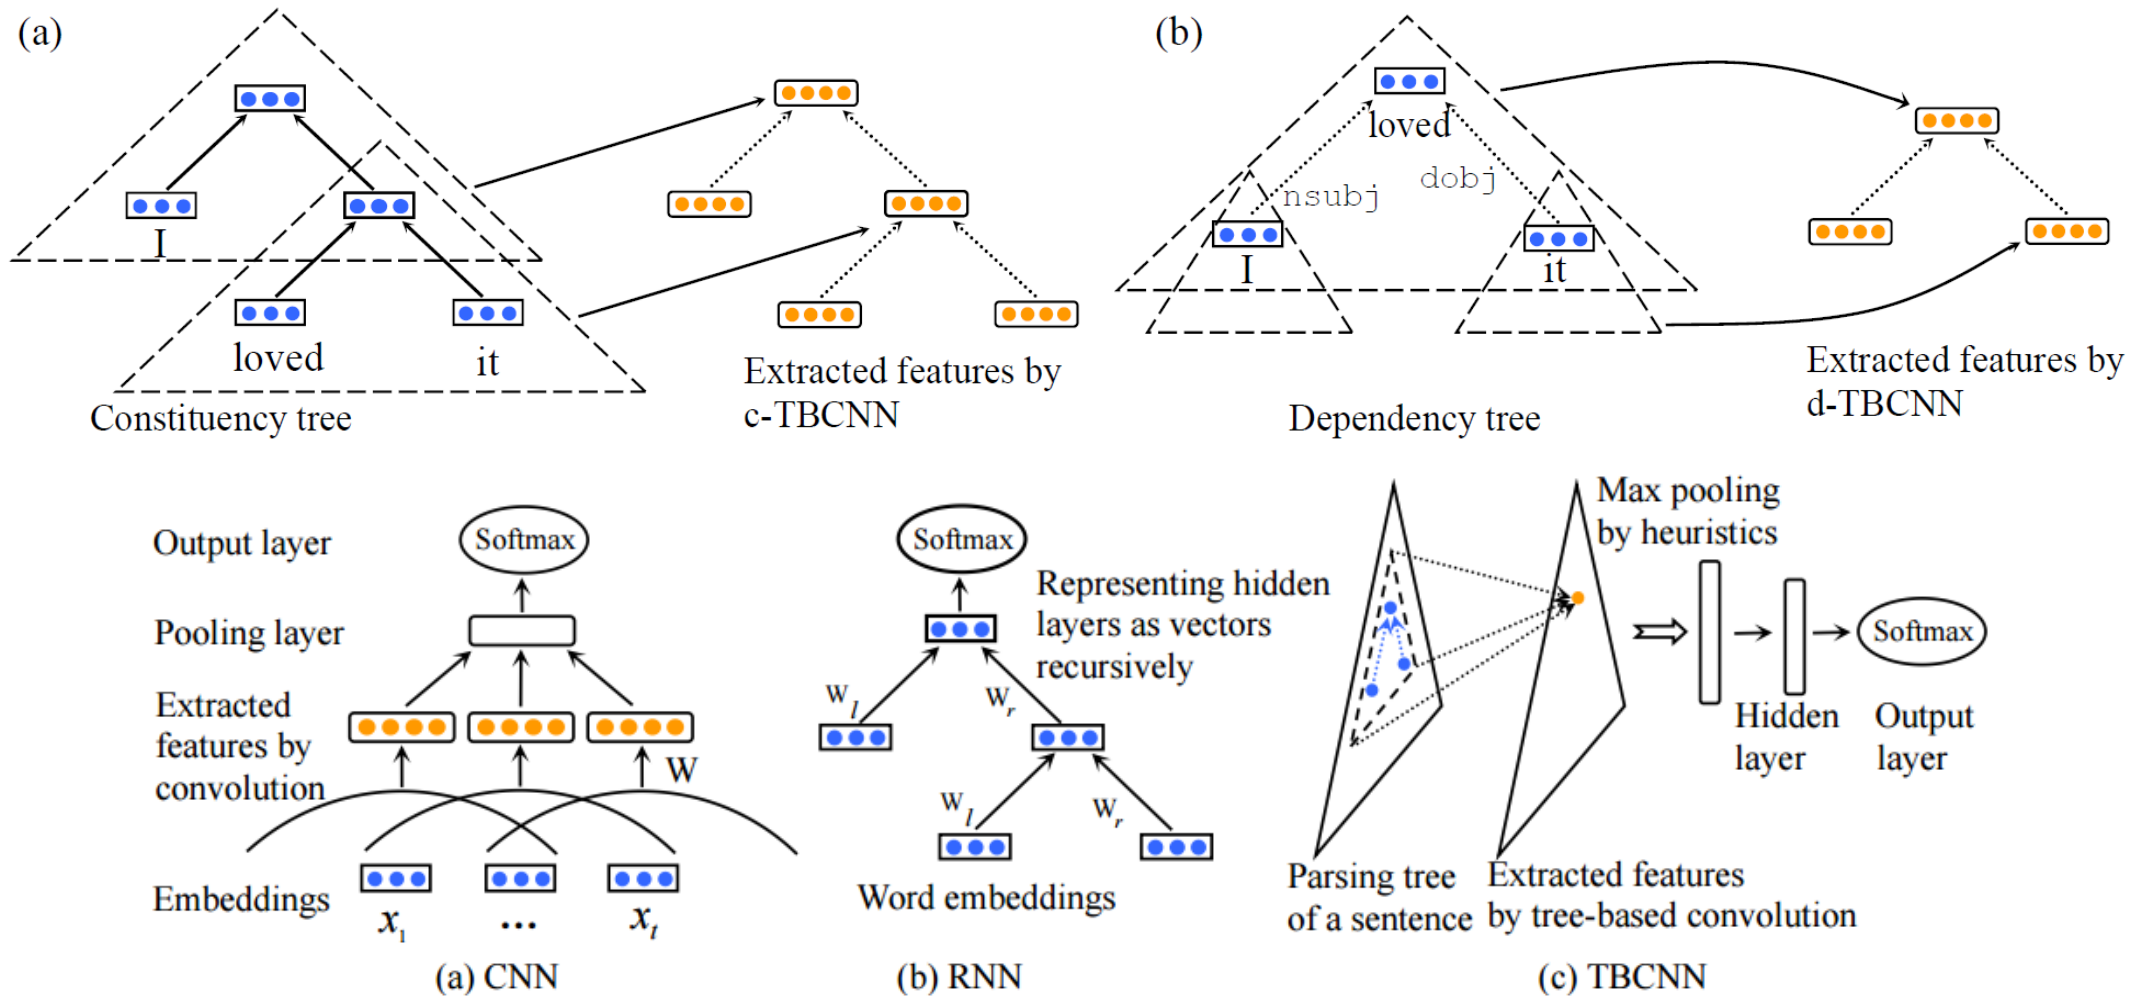 (a)
I
loved
it
Constituency tree
Extracted features by
c-TBCNN
(b)
loved
nsubj
dobj
I
it
Dependency tree
Extracted features by
d-TBCNN
Output layer
Softmax
Pooling layer
Extracted
features by
convolution
W
Embeddings
x₁
...
xₜ
(a) CNN
Softmax
Representing hidden
layers as vectors
recursively
Wₗ
Wᵣ
Wₗ
Wᵣ
Word embeddings
(b) RNN
Max pooling
by heuristics
Softmax
Hidden
layer
Output
layer
Parsing tree
of a sentence
Extracted features
by tree-based convolution
(c) TBCNN